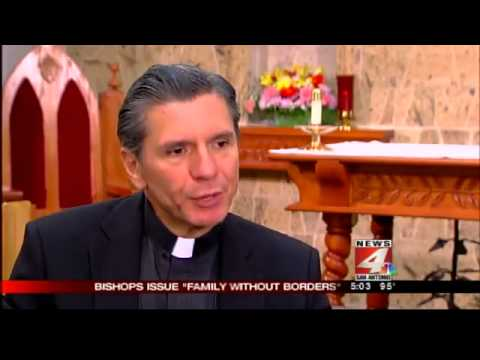 NEWS
4
SAN ANTONIO
BISHOPS ISSUE "FAMILY WITHOUT BORDERS"
5:03 95°